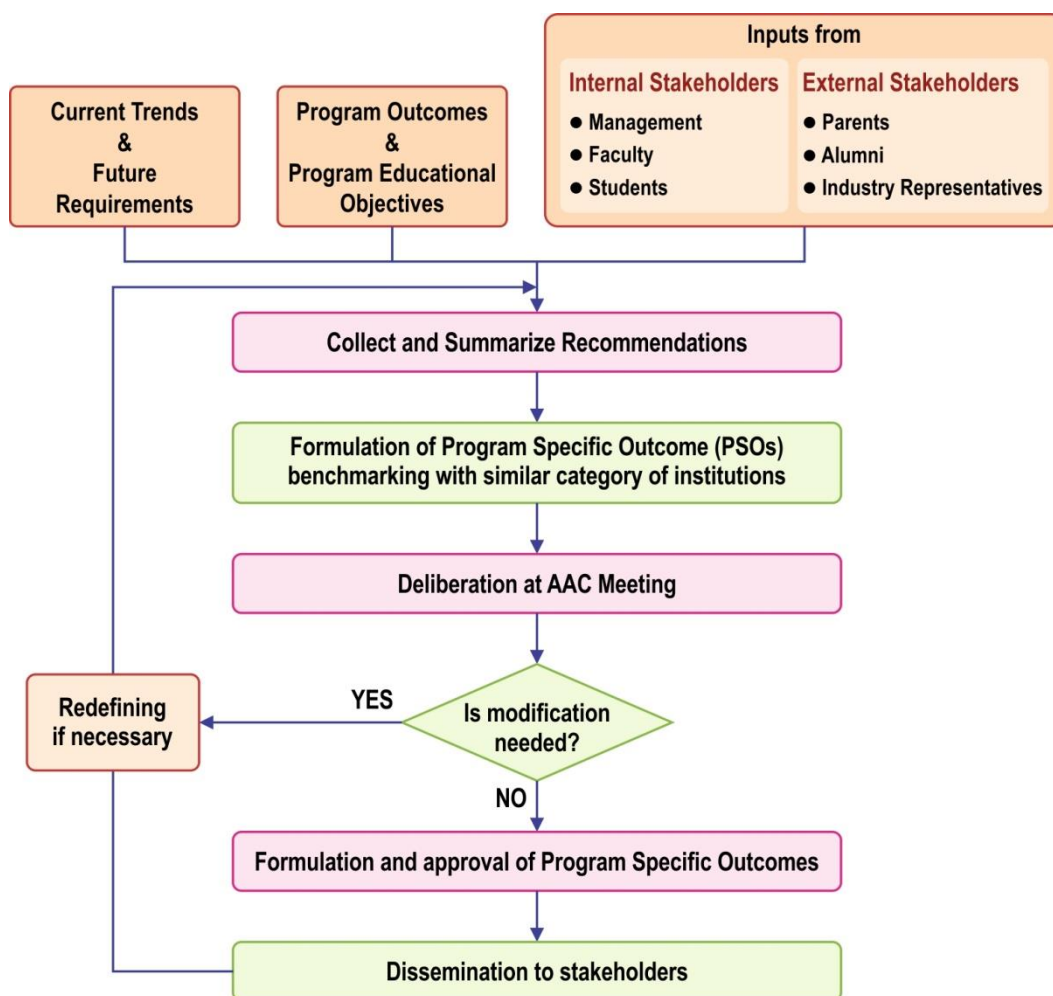 Current Trends
&
Future
Requirements
Program Outcomes
&
Program Educational
Objectives
Inputs from
Internal Stakeholders
● Management
● Faculty
● Students
External Stakeholders
● Parents
● Alumni
● Industry Representatives
Collect and Summarize Recommendations
Formulation of Program Specific Outcome (PSOs)
benchmarking with similar category of institutions
Deliberation at AAC Meeting
Is modification
needed?
YES
Redefining
if necessary
NO
Formulation and approval of Program Specific Outcomes
Dissemination to stakeholders